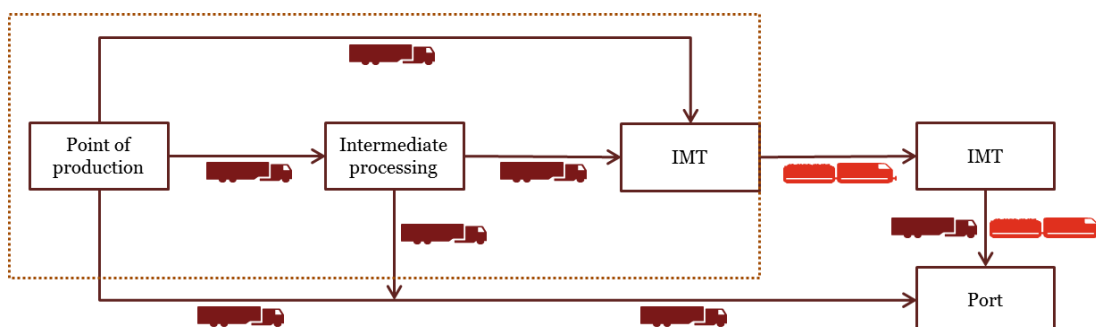 Point of
production
Intermediate
processing
IMT
IMT
Port